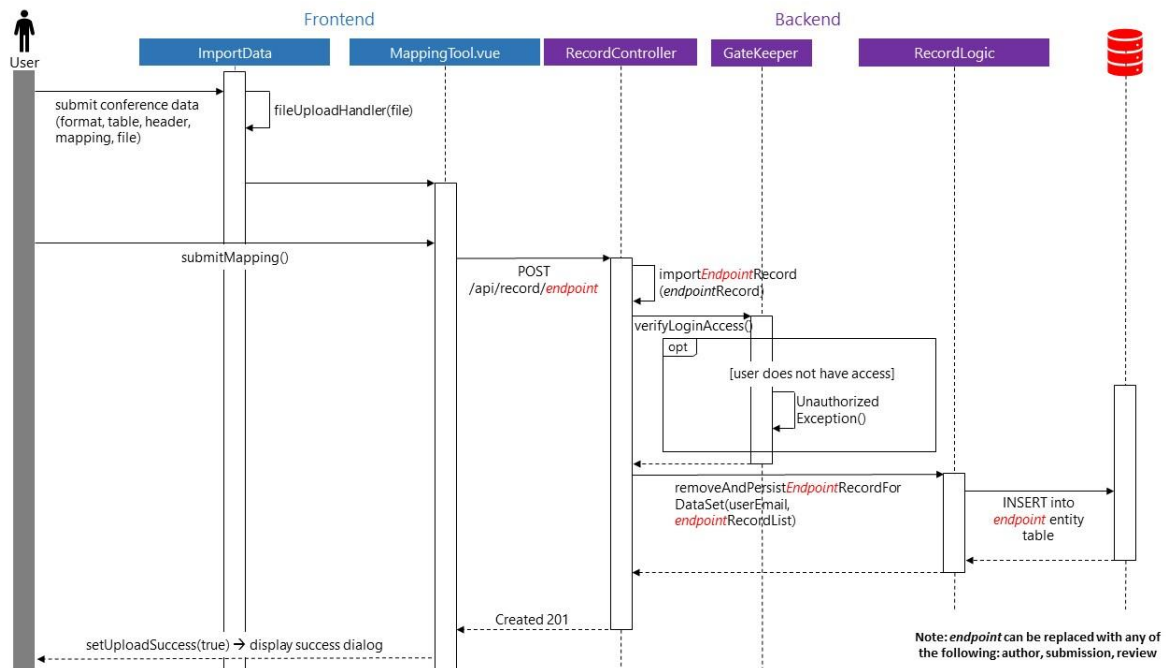 Frontend
Backend
User
ImportData
MappingTool.vue
RecordController
GateKeeper
RecordLogic
submit conference data
(format, table, header,
mapping, file)
fileUploadHandler(file)
submitMapping()
POST
/api/record/endpoint
importEndpointRecord
(endpointRecord)
verifyLoginAccess()
opt
[user does not have access]
Unauthorized
Exception()
removeAndPersistEndpointRecordFor
DataSet(userEmail,
endpointRecordList)
INSERT into
endpoint entity
table
Created 201
setUploadSuccess(true) → display success dialog
Note: endpoint can be replaced with any of
the following: author, submission, review